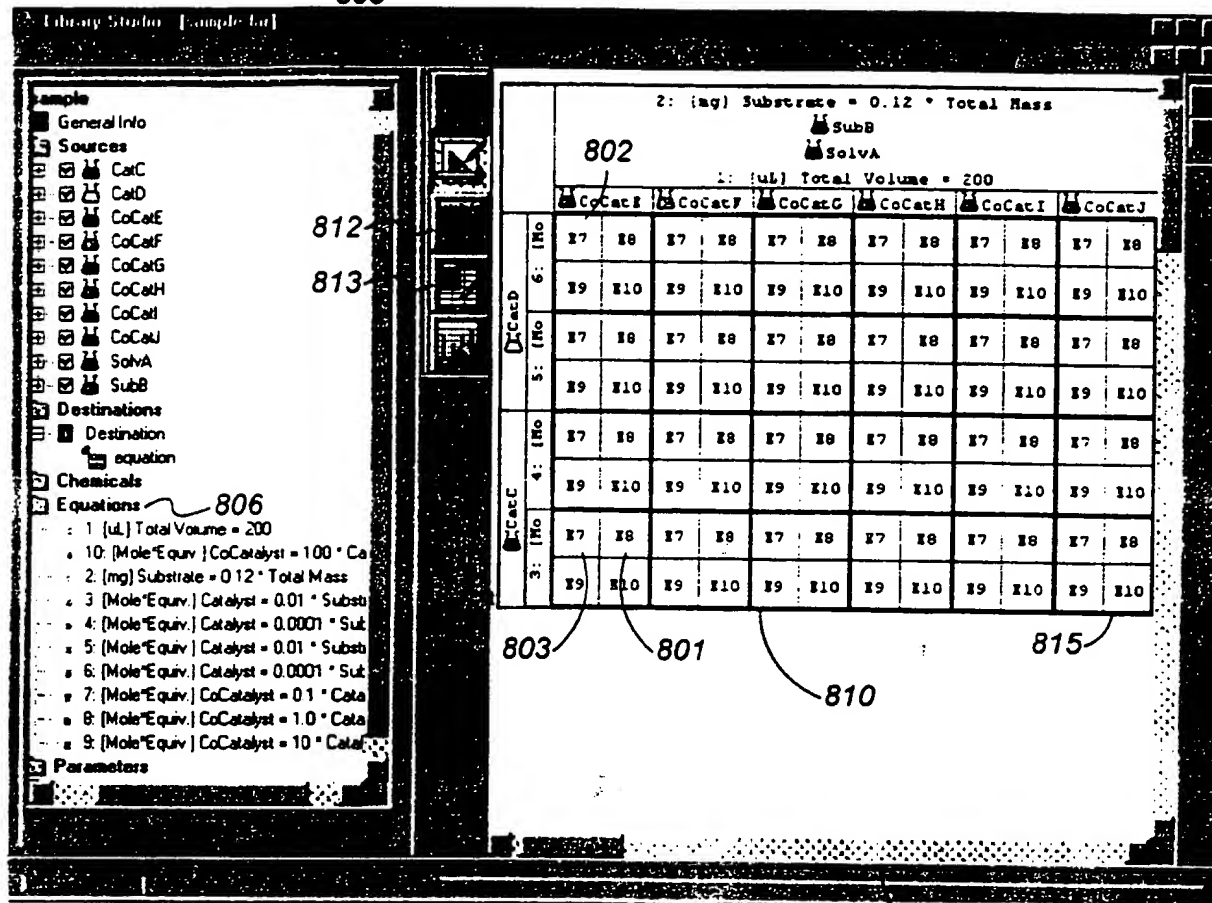 Library Studio [sample.lar]
sample
General Info
Sources
CatC
CatD
CoCatE
CoCatF
CoCatG
CoCatH
CoCatI
CoCatJ
SolvA
SubB
Destinations
Destination
equation
Chemicals
Equations 806
1 (uL) Total Volume = 200
10: (Mole*Equiv.) CoCatalyst = 100 * Ca
2: (mg) Substrate = 0.12 * Total Mass
3 (Mole*Equiv.) Catalyst = 0.01 * Substr
4: (Mole*Equiv.) Catalyst = 0.0001 * Sub
5: (Mole*Equiv.) Catalyst = 0.01 * Substr
6: (Mole*Equiv.) Catalyst = 0.0001 * Sub
7: (Mole*Equiv.) CoCatalyst = 0.1 * Cata
8: (Mole*Equiv.) CoCatalyst = 1.0 * Cata
9: (Mole*Equiv.) CoCatalyst = 10 * Catal
Parameters
812
813
2: (mg) Substrate = 0.12 * Total Mass
SubB
SolvA
802
1: (uL) Total Volume = 200
CoCatE CoCatF CoCatG CoCatH CoCatI CoCatJ
CatD
6: (Mo
E7 E8 E7 E8 E7 E8 E7 E8 E7 E8 E7 E8
E9 E10 E9 E10 E9 E10 E9 E10 E9 E10 E9 E10
5: (Mo
E7 E8 E7 E8 E7 E8 E7 E8 E7 E8 E7 E8
E9 E10 E9 E10 E9 E10 E9 E10 E9 E10 E9 E10
CatC
4: (Mo
E7 E8 E7 E8 E7 E8 E7 E8 E7 E8 E7 E8
E9 E10 E9 E10 E9 E10 E9 E10 E9 E10 E9 E10
3: (Mo
E7 E8 E7 E8 E7 E8 E7 E8 E7 E8 E7 E8
E9 E10 E9 E10 E9 E10 E9 E10 E9 E10 E9 E10
803 801 815
810